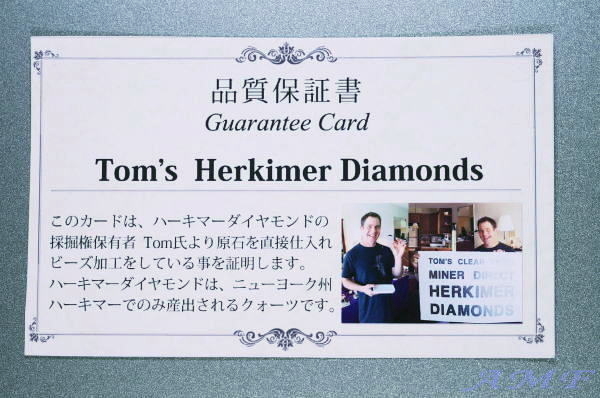 品質保証書
Guarantee Card
Tom's Herkimer Diamonds
このカードは、ハーキマーダイヤモンドの
採掘権保有者 Tom氏より原石を直接仕入れ
ビーズ加工をしている事を証明します。
ハーキマーダイヤモンドは、ニューヨーク州
ハーキマーでのみ産出されるクォーツです。
TOM'S CLEAR
MINER DIRECT
HERKIMER
DIAMONDS